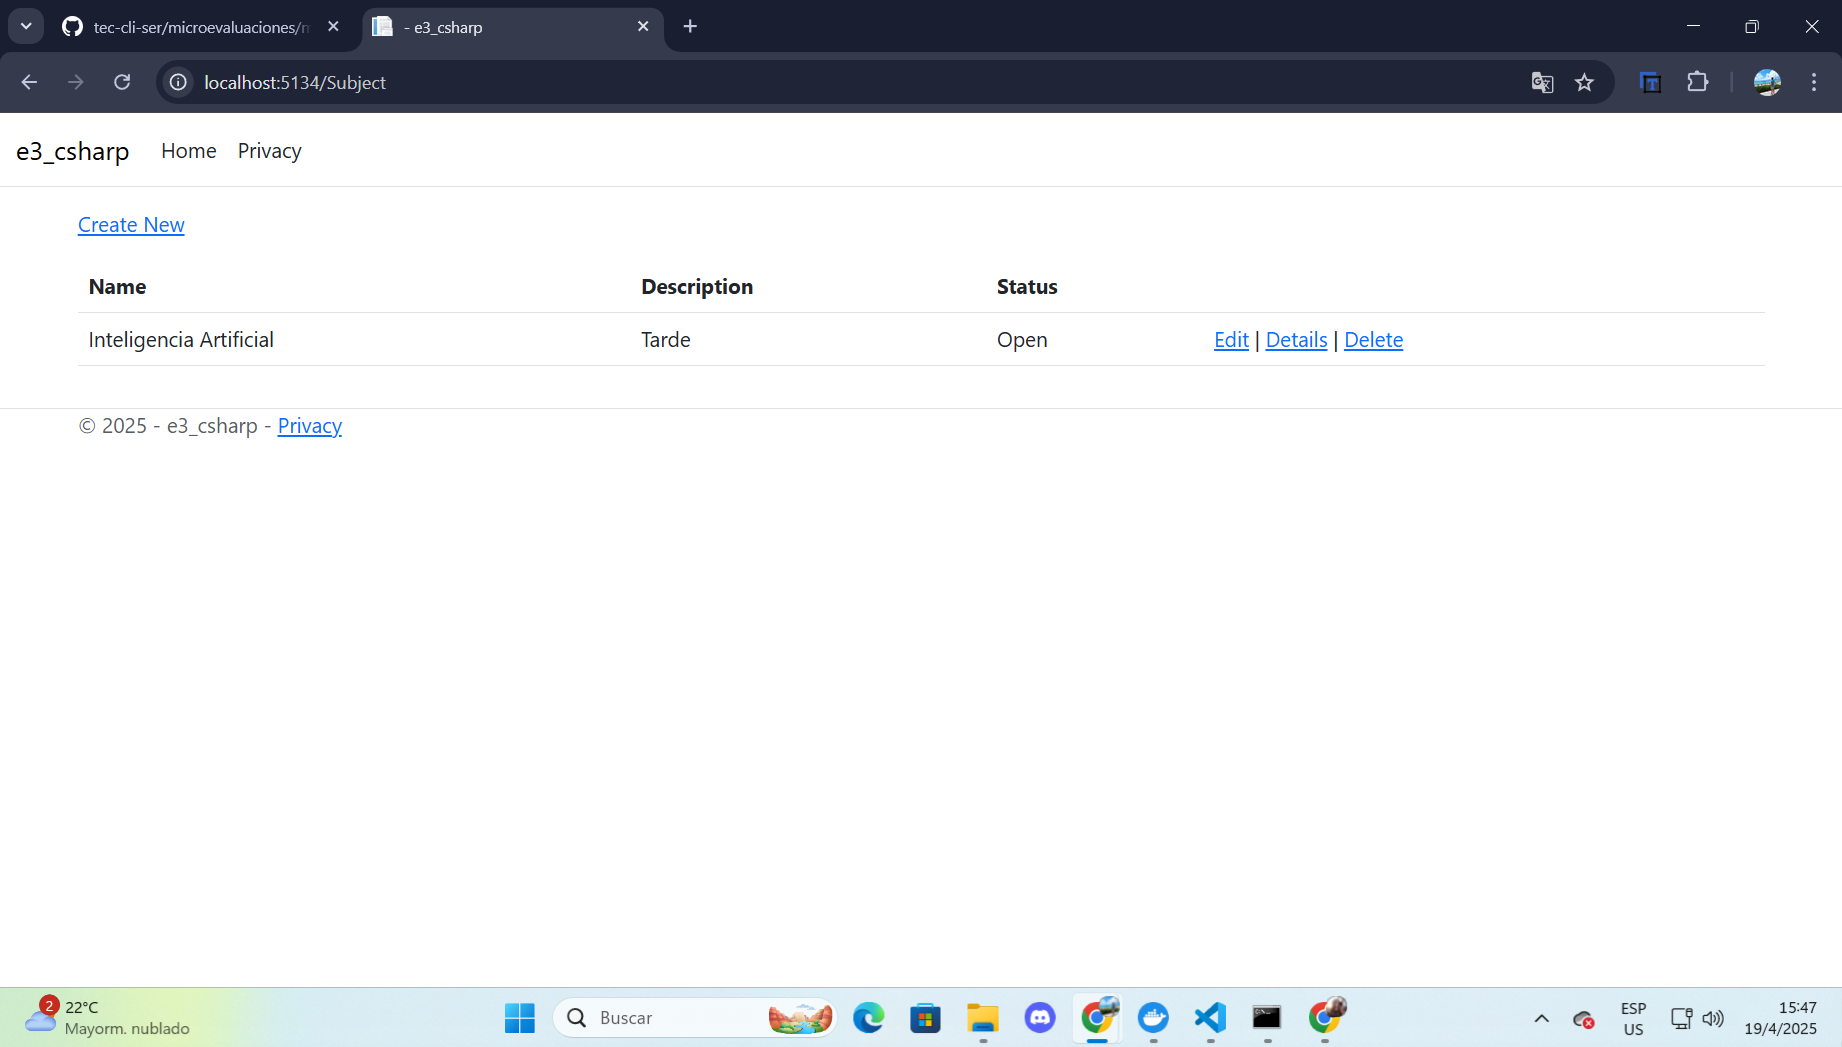 tec-cli-ser/microevaluaciones/
- e3_csharp
localhost:5134/Subject
e3_csharp Home Privacy
Create New
Name Description Status
Inteligencia Artificial Tarde Open Edit | Details | Delete
© 2025 - e3_csharp - Privacy
2
22°C
Mayorm. nublado
Buscar
ESP
US
15:47
19/4/2025